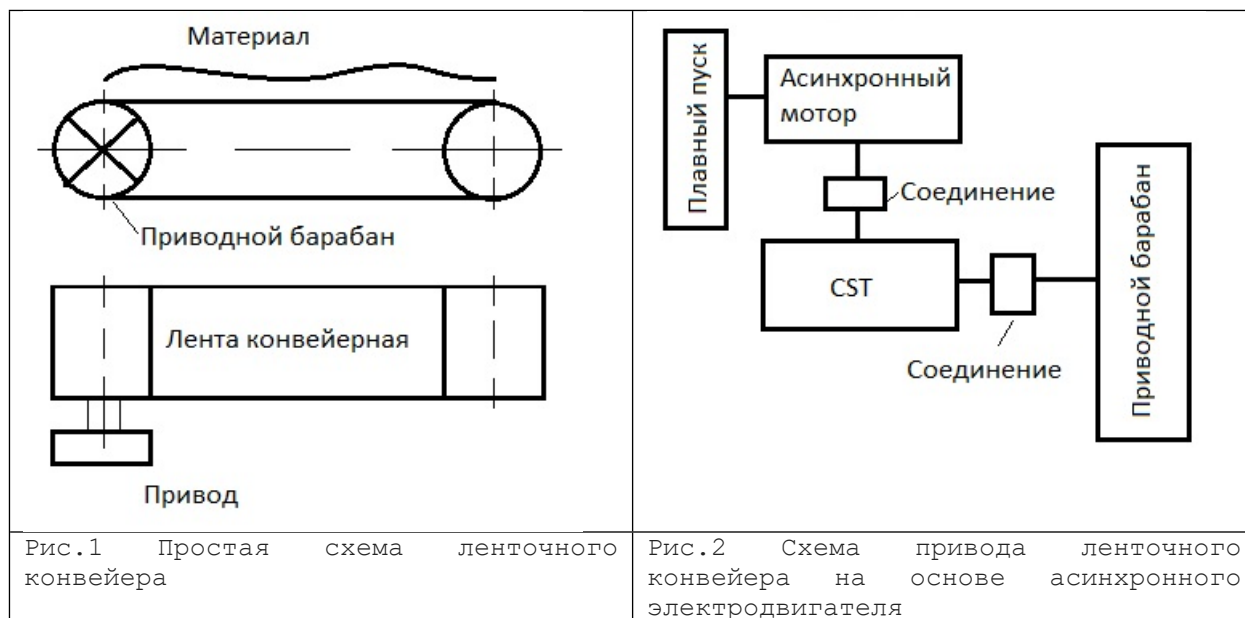 Материал
Приводной барабан
Лента конвейерная
Привод
Плавный пуск
Асинхронный
мотор
Соединение
CST
Соединение
Приводной барабан
Рис.1 Простая схема ленточного
конвейера
Рис.2 Схема привода ленточного
конвейера на основе асинхронного
электродвигателя